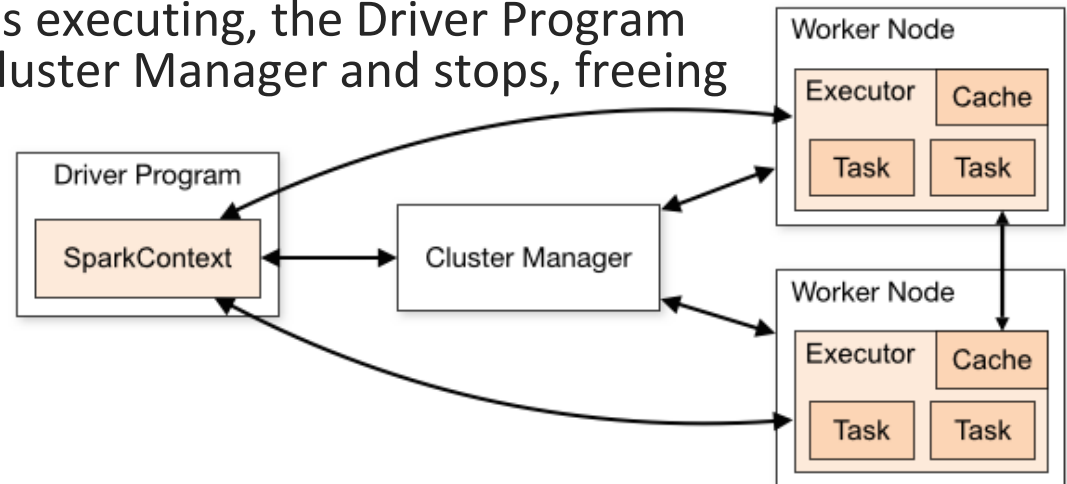 s executing, the Driver Program
luster Manager and stops, freeing
Driver Program
SparkContext
Cluster Manager
Worker Node
Executor
Cache
Task
Task
Worker Node
Executor
Cache
Task
Task